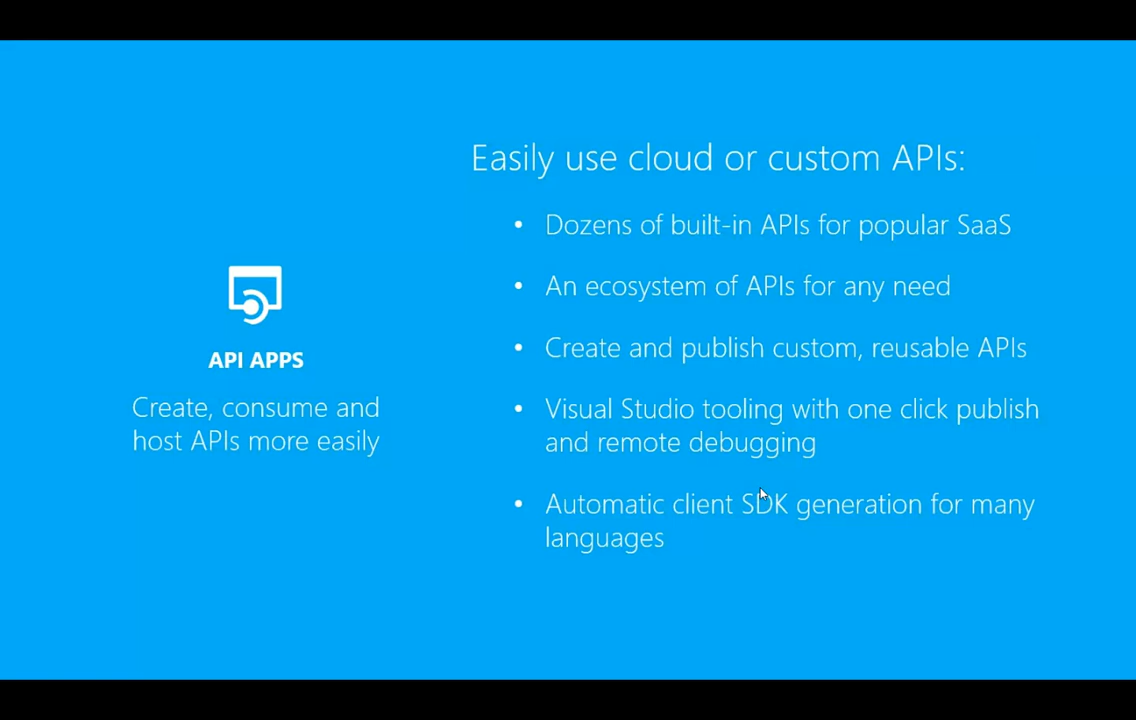 API APPS
Create, consume and
host APIs more easily
Easily use cloud or custom APIs:
• Dozens of built-in APIs for popular SaaS
• An ecosystem of APIs for any need
• Create and publish custom, reusable APIs
• Visual Studio tooling with one click publish
and remote debugging
• Automatic client SDK generation for many
languages